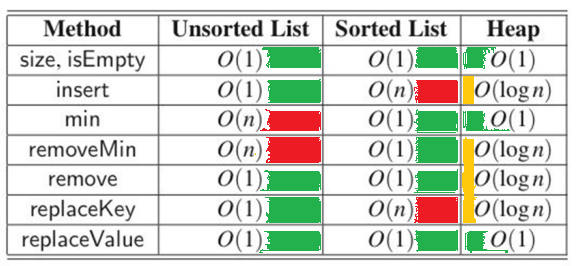 Method Unsorted List Sorted List Heap
size, isEmpty O(1) O(1) O(1)
insert O(1) O(n) O(log n)
min O(n) O(1) O(1)
removeMin O(n) O(1) O(log n)
remove O(1) O(1) O(log n)
replaceKey O(1) O(n) O(log n)
replaceValue O(1) O(1) O(1)